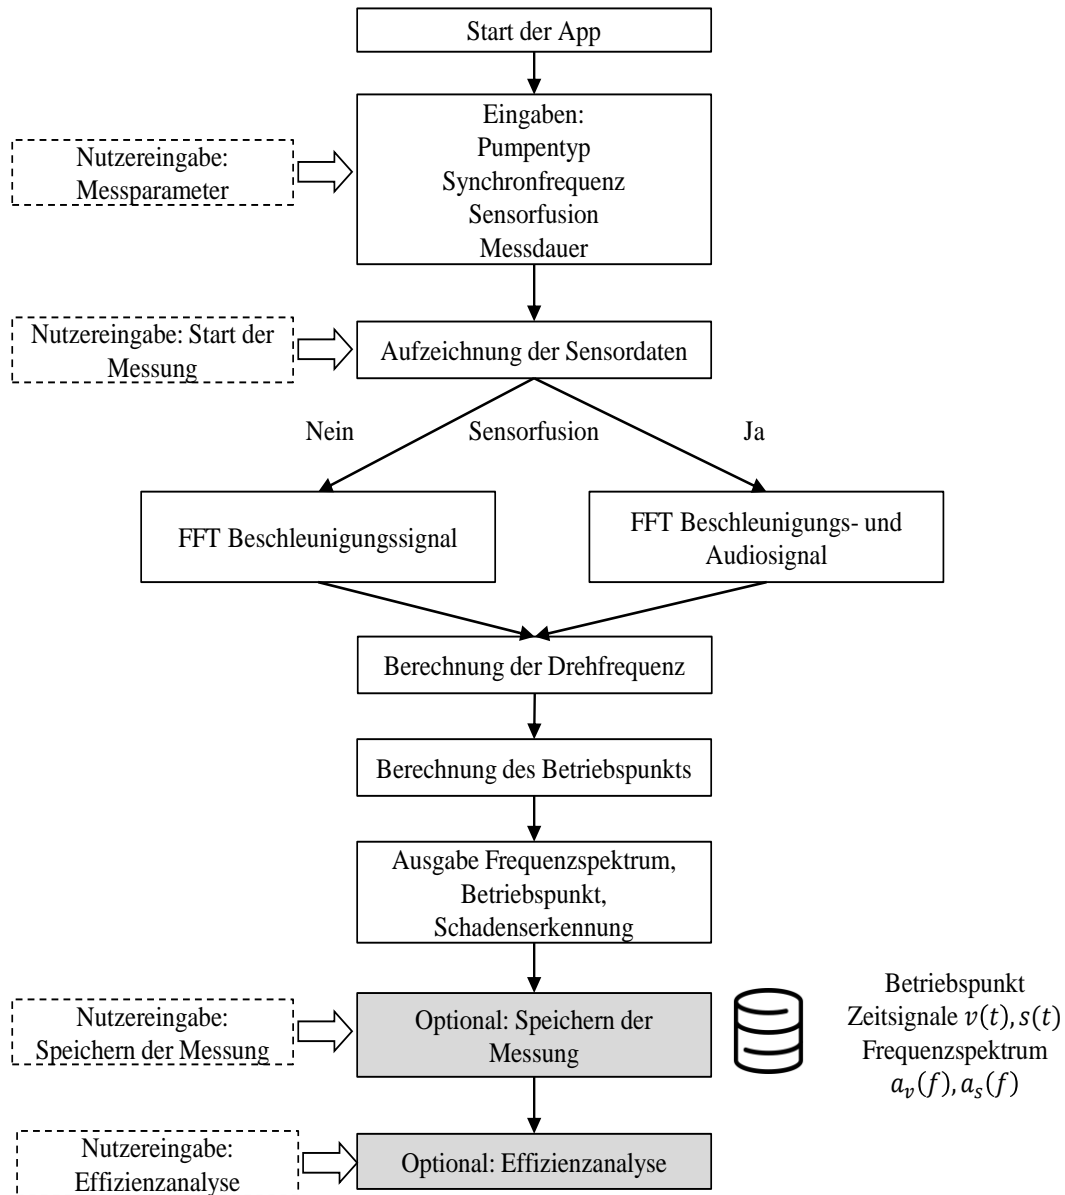 Start der App
Eingaben:
Pumpentyp
Synchronfrequenz
Sensorfusion
Messdauer
Nutzereingabe:
Messparameter
Nutzereingabe: Start der
Messung
Aufzeichnung der Sensordaten
Nein
Sensorfusion
Ja
FFT Beschleunigungssignal
FFT Beschleunigungs- und
Audiosignal
Berechnung der Drehfrequenz
Berechnung des Betriebspunkts
Ausgabe Frequenzspektrum,
Betriebspunkt,
Schadenserkennung
Nutzereingabe:
Speichern der Messung
Optional: Speichern der
Messung
Betriebspunkt
Zeitsignale v(t), s(t)
Frequenzspektrum
a_v(f), a_s(f)
Nutzereingabe:
Effizienzanalyse
Optional: Effizienzanalyse